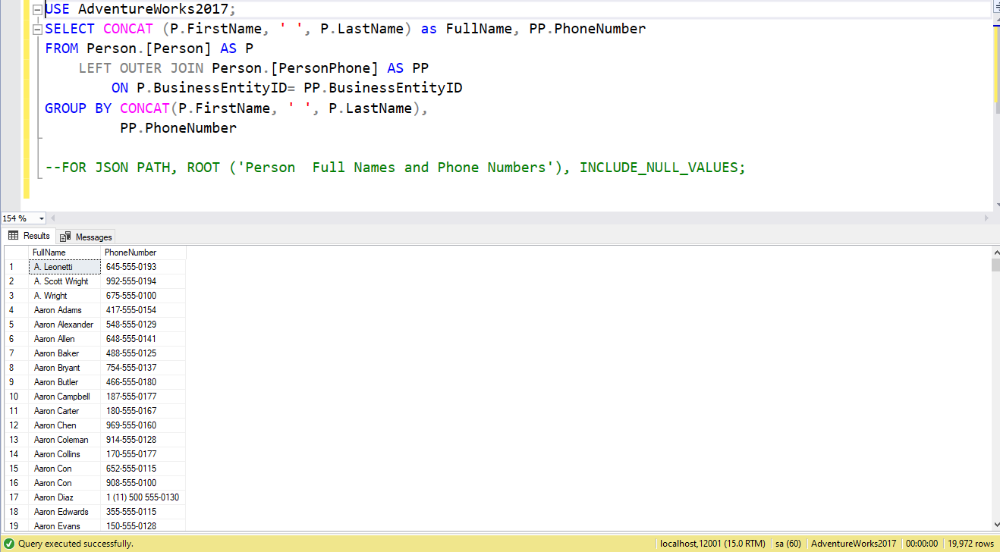 USE AdventureWorks2017;
SELECT CONCAT (P.FirstName, ' ', P.LastName) as FullName, PP.PhoneNumber
FROM Person.[Person] AS P
LEFT OUTER JOIN Person.[PersonPhone] AS PP
ON P.BusinessEntityID= PP.BusinessEntityID
GROUP BY CONCAT(P.FirstName, ' ', P.LastName),
PP.PhoneNumber
--FOR JSON PATH, ROOT ('Person  Full Names and Phone Numbers'), INCLUDE_NULL_VALUES;
154 %
Results Messages
FullName PhoneNumber
1 A. Leonetti 645-555-0193
2 A. Scott Wright 992-555-0194
3 A. Wright 675-555-0100
4 Aaron Adams 417-555-0154
5 Aaron Alexander 548-555-0129
6 Aaron Allen 648-555-0141
7 Aaron Baker 488-555-0125
8 Aaron Bryant 754-555-0137
9 Aaron Butler 466-555-0180
10 Aaron Campbell 187-555-0177
11 Aaron Carter 180-555-0167
12 Aaron Chen 969-555-0160
13 Aaron Coleman 914-555-0128
14 Aaron Collins 170-555-0177
15 Aaron Con 652-555-0115
16 Aaron Con 908-555-0100
17 Aaron Diaz 1 (11) 500 555-0130
18 Aaron Edwards 355-555-0115
19 Aaron Evans 150-555-0128
Query executed successfully. localhost,12001 (15.0 RTM) sa (60) AdventureWorks2017 00:00:00 19,972 rows